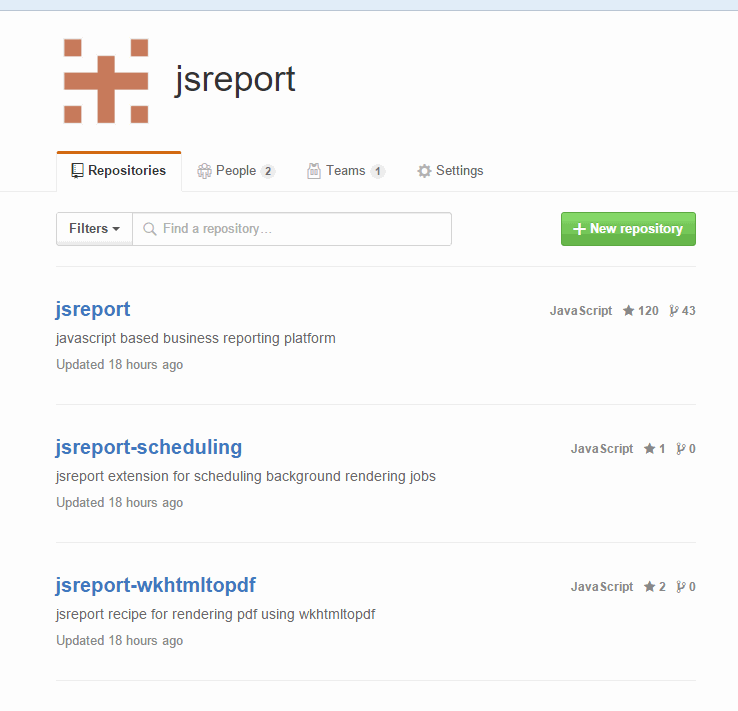 jsreport
Repositories People 2 Teams 1 Settings
Filters Find a repository... New repository
jsreport JavaScript 120 43
javascript based business reporting platform
Updated 18 hours ago
jsreport-scheduling JavaScript 1 0
jsreport extension for scheduling background rendering jobs
Updated 18 hours ago
jsreport-wkhtmltopdf JavaScript 2 0
jsreport recipe for rendering pdf using wkhtmltopdf
Updated 18 hours ago